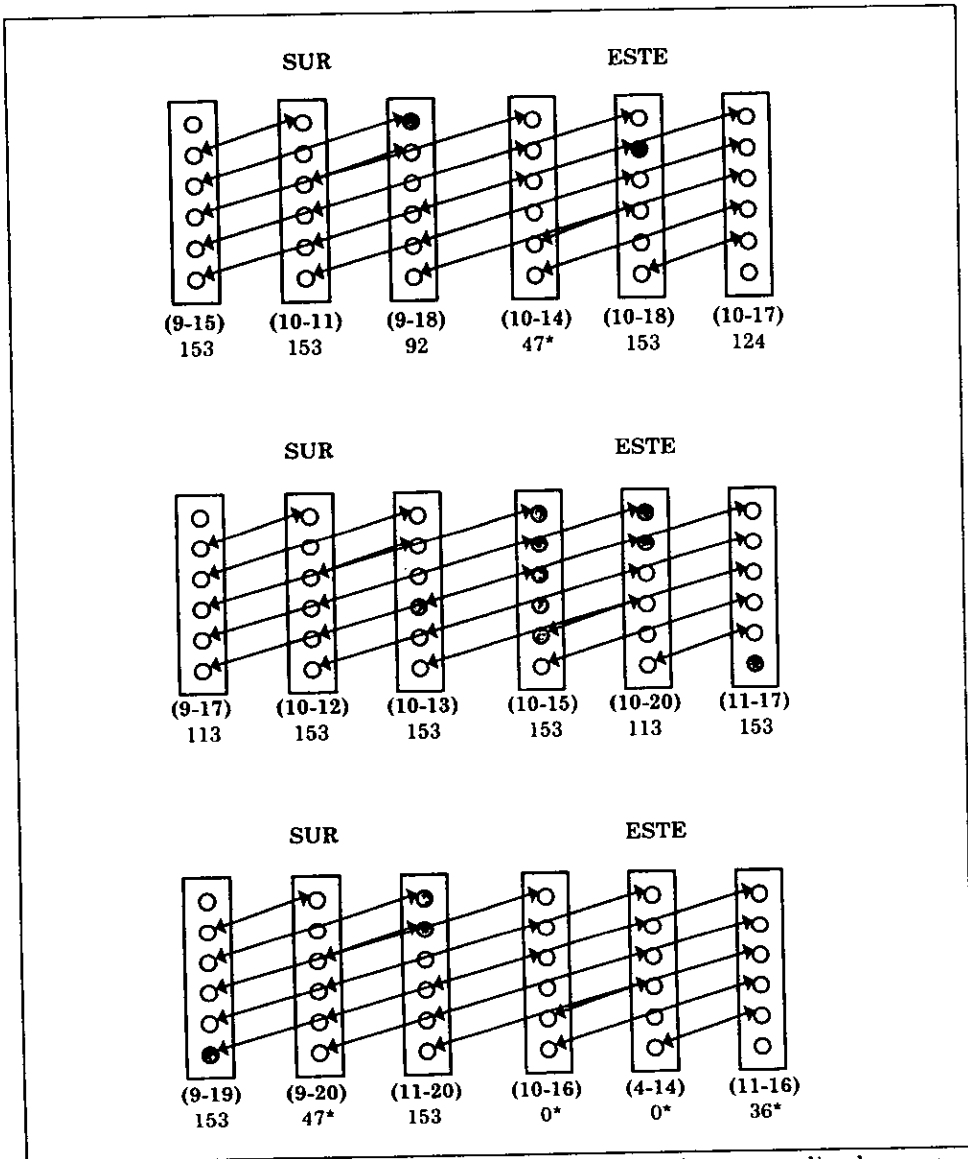 SUR ESTE
(9-15) (10-11) (9-18) (10-14) (10-18) (10-17)
153 153 92 47* 153 124
SUR ESTE
(9-17) (10-12) (10-13) (10-15) (10-20) (11-17)
113 153 153 153 113 153
SUR ESTE
(9-19) (9-20) (11-20) (10-16) (4-14) (11-16)
153 47* 153 0* 0* 36*